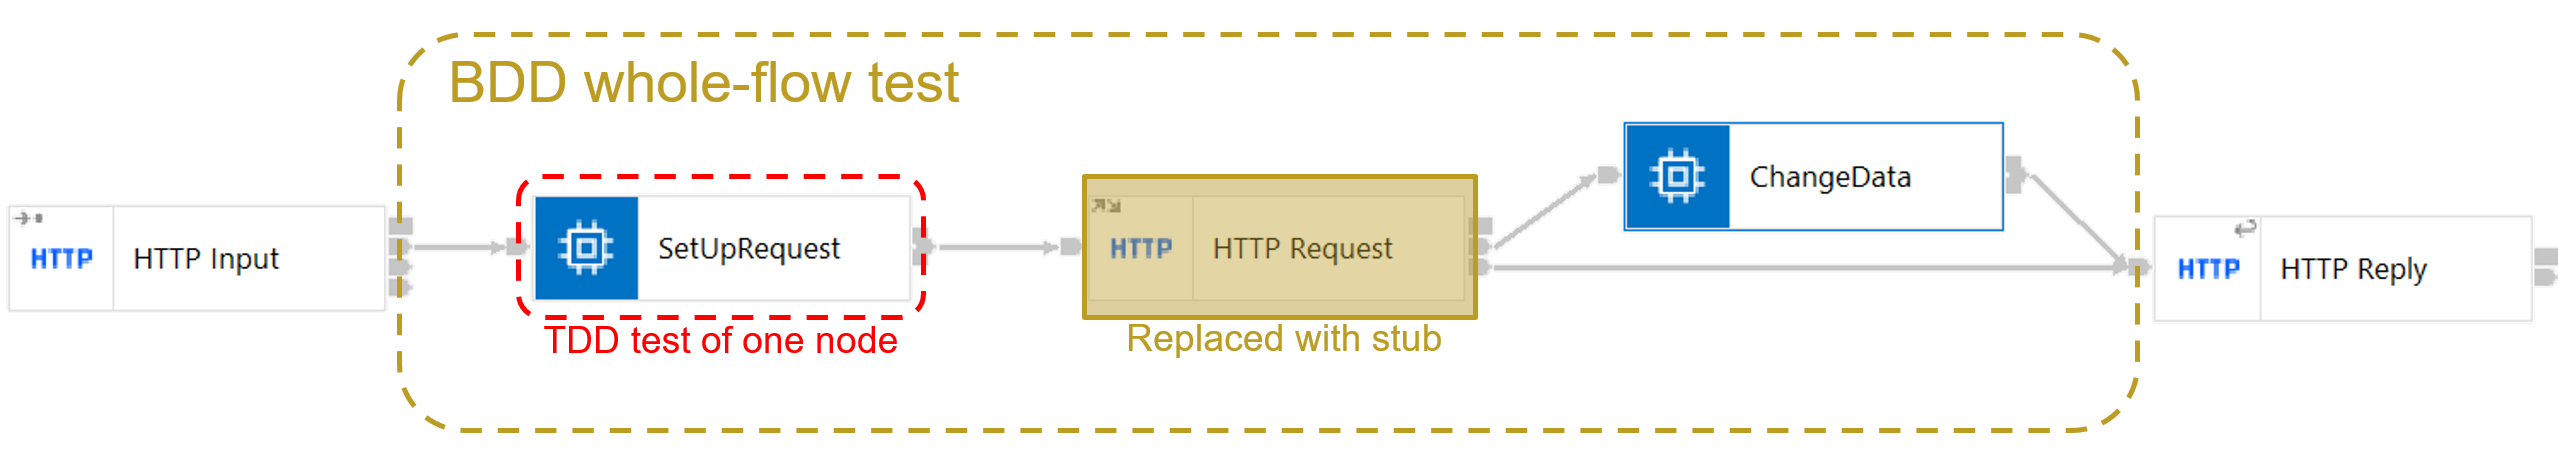 BDD whole-flow test
HTTP HTTP Input
SetUpRequest
TDD test of one node
HTTP HTTP Request
Replaced with stub
ChangeData
HTTP HTTP Reply